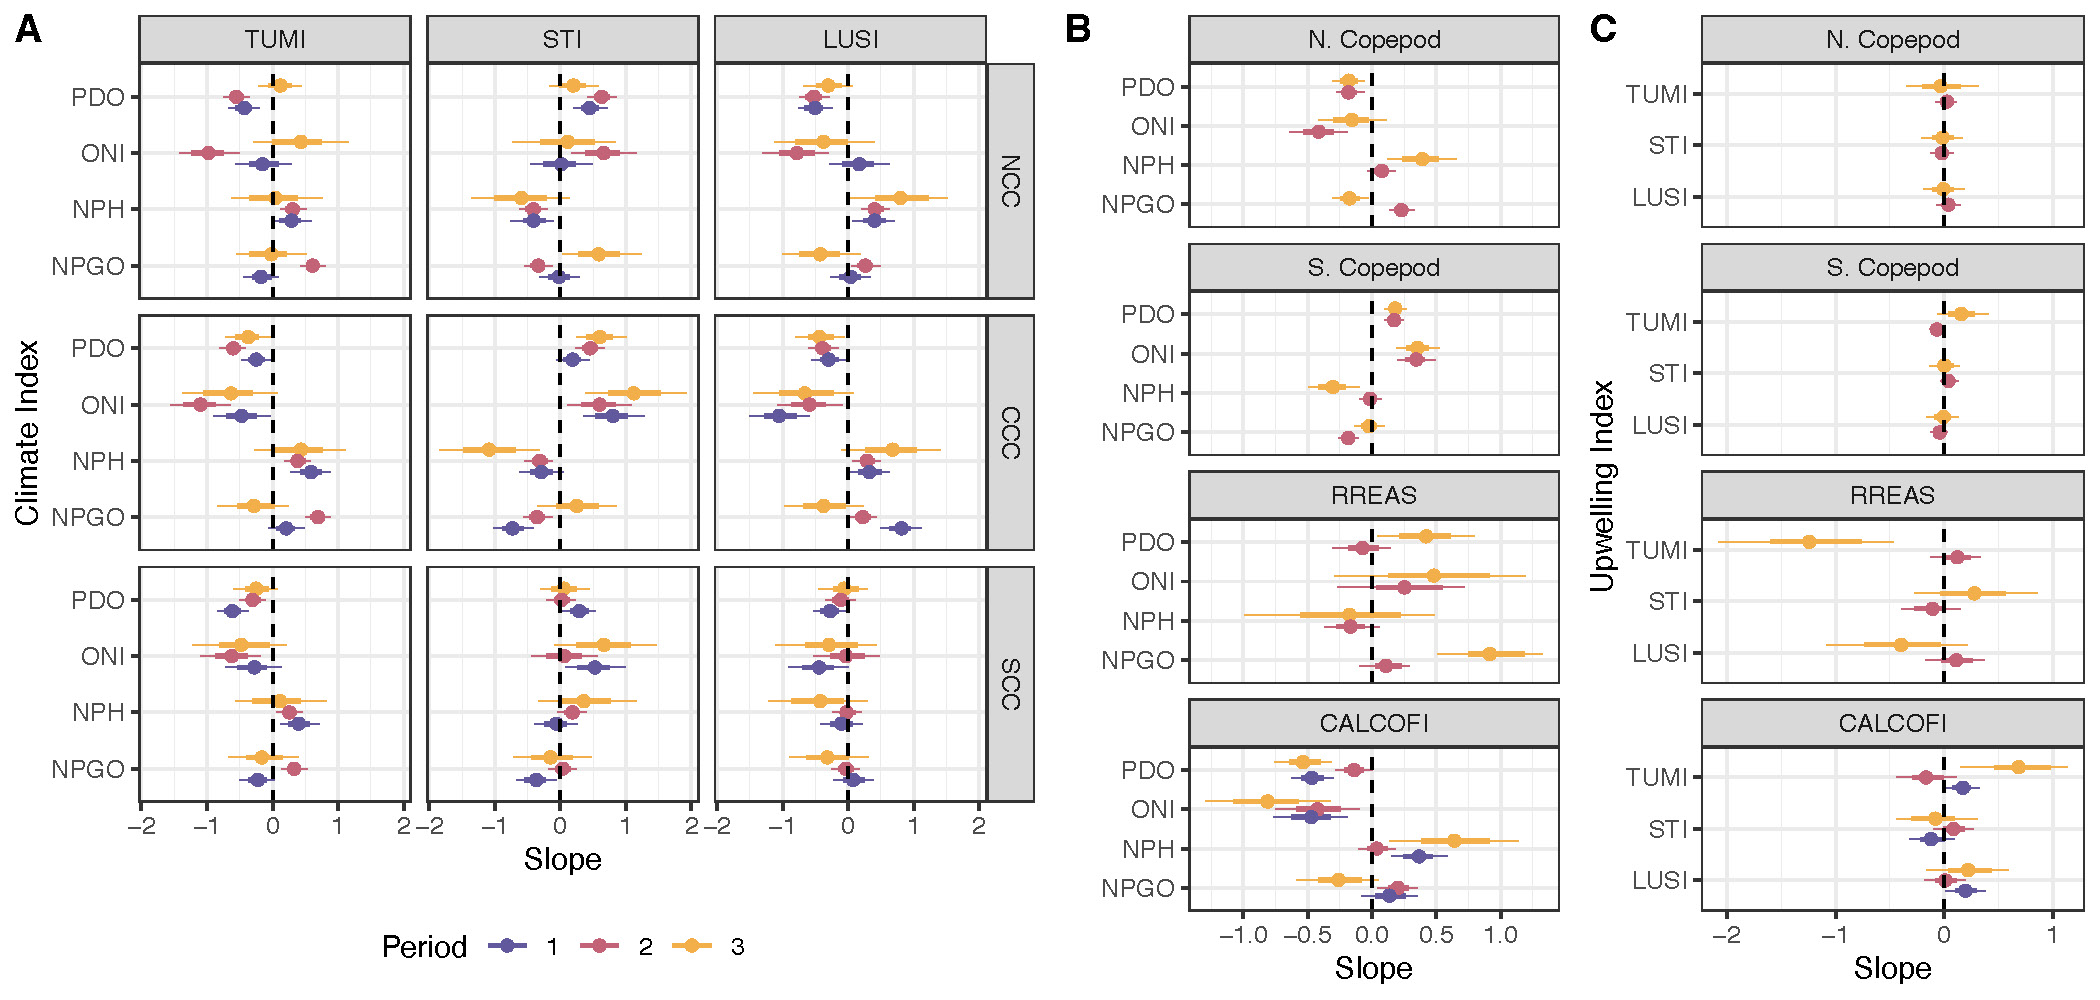 A
TUMI
STI
LUSI
Climate Index
PDO
ONI
NPH
NPGO
NCC
PDO
ONI
NPH
NPGO
CCC
PDO
ONI
NPH
NPGO
SCC
−2 −1 0 1 2
−2 −1 0 1 2
−2 −1 0 1 2
Slope
Period 1 2 3
B
N. Copepod
PDO
ONI
NPH
NPGO
S. Copepod
PDO
ONI
NPH
NPGO
RREAS
PDO
ONI
NPH
NPGO
CALCOFI
PDO
ONI
NPH
NPGO
−1.0 −0.5 0.0 0.5 1.0
Slope
C
Upwelling Index
N. Copepod
TUMI
STI
LUSI
S. Copepod
TUMI
STI
LUSI
RREAS
TUMI
STI
LUSI
CALCOFI
TUMI
STI
LUSI
−2 −1 0 1
Slope